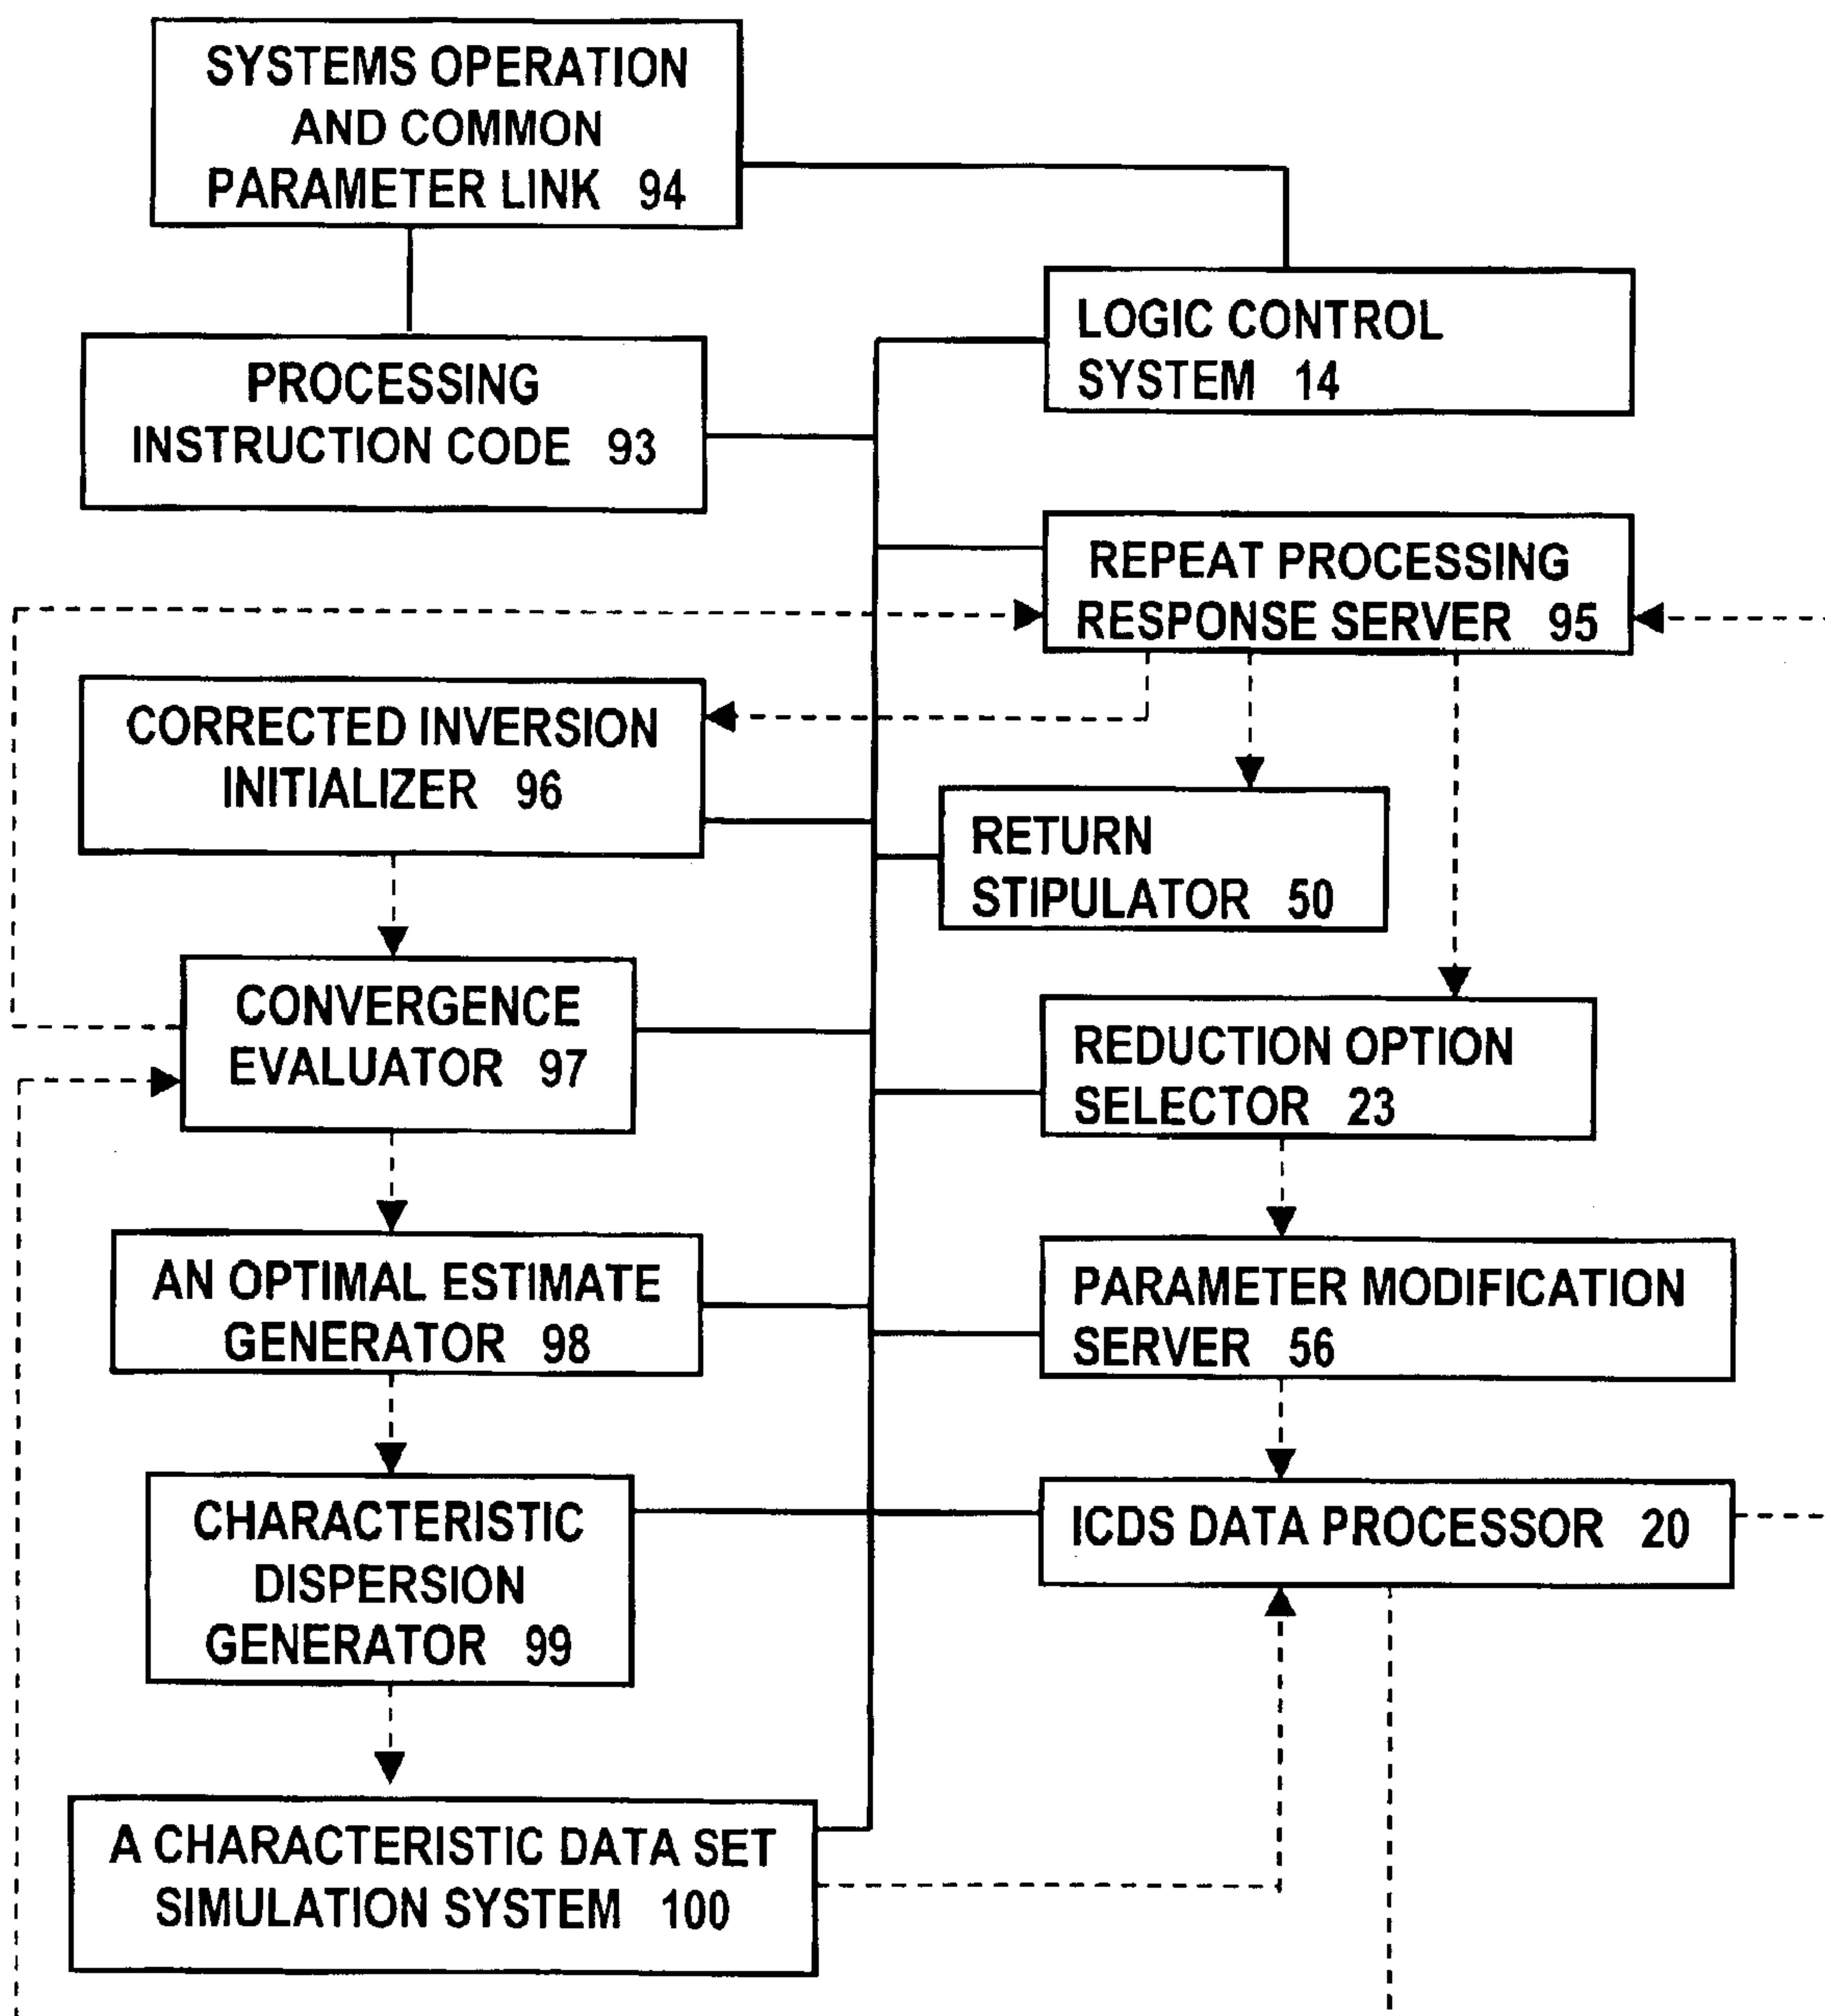 SYSTEMS OPERATION
AND COMMON
PARAMETER LINK 94
LOGIC CONTROL
SYSTEM 14
PROCESSING
INSTRUCTION CODE 93
REPEAT PROCESSING
RESPONSE SERVER 95
CORRECTED INVERSION
INITIALIZER 96
RETURN
STIPULATOR 50
CONVERGENCE
EVALUATOR 97
REDUCTION OPTION
SELECTOR 23
AN OPTIMAL ESTIMATE
GENERATOR 98
PARAMETER MODIFICATION
SERVER 56
CHARACTERISTIC
DISPERSION
GENERATOR 99
ICDS DATA PROCESSOR 20
A CHARACTERISTIC DATA SET
SIMULATION SYSTEM 100